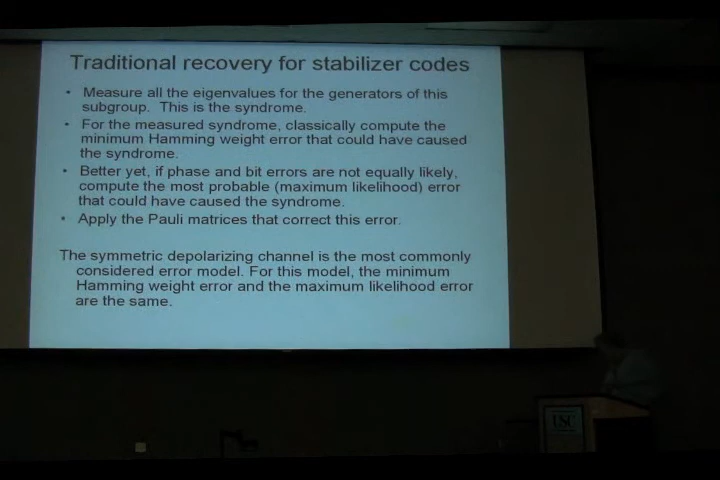 Traditional recovery for stabilizer codes
• Measure all the eigenvalues for the generators of this
subgroup. This is the syndrome.
• For the measured syndrome, classically compute the
minimum Hamming weight error that could have caused
the syndrome.
• Better yet, if phase and bit errors are not equally likely,
compute the most probable (maximum likelihood) error
that could have caused the syndrome.
• Apply the Pauli matrices that correct this error.
The symmetric depolarizing channel is the most commonly
considered error model. For this model, the minimum
Hamming weight error and the maximum likelihood error
are the same.
USC